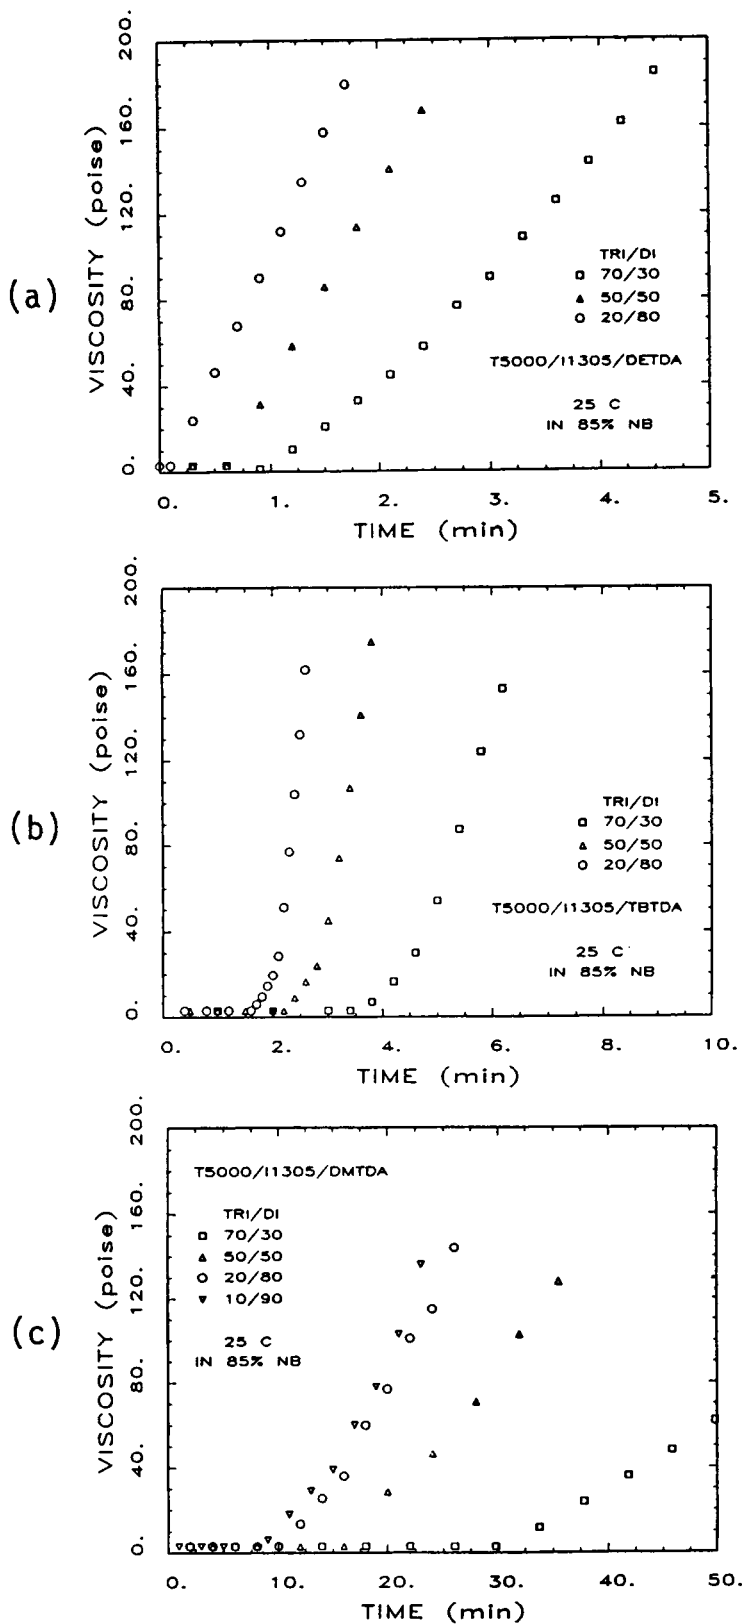 (a)
VISCOSITY (poise)
200.
160.
120.
80.
40.
0.
TRI/DI
70/30
50/50
20/80
T5000/I1305/DETDA
25 C
IN 85% NB
0. 1. 2. 3. 4. 5.
TIME (min)
(b)
VISCOSITY (poise)
200.
160.
120.
80.
40.
0.
TRI/DI
70/30
50/50
20/80
T5000/I1305/TBTDA
25 C
IN 85% NB
0. 2. 4. 6. 8. 10.
TIME (min)
(c)
VISCOSITY (poise)
200.
160.
120.
80.
40.
0.
T5000/I1305/DMTDA
TRI/DI
70/30
50/50
20/80
10/90
25 C
IN 85% NB
0. 10. 20. 30. 40. 50.
TIME (min)